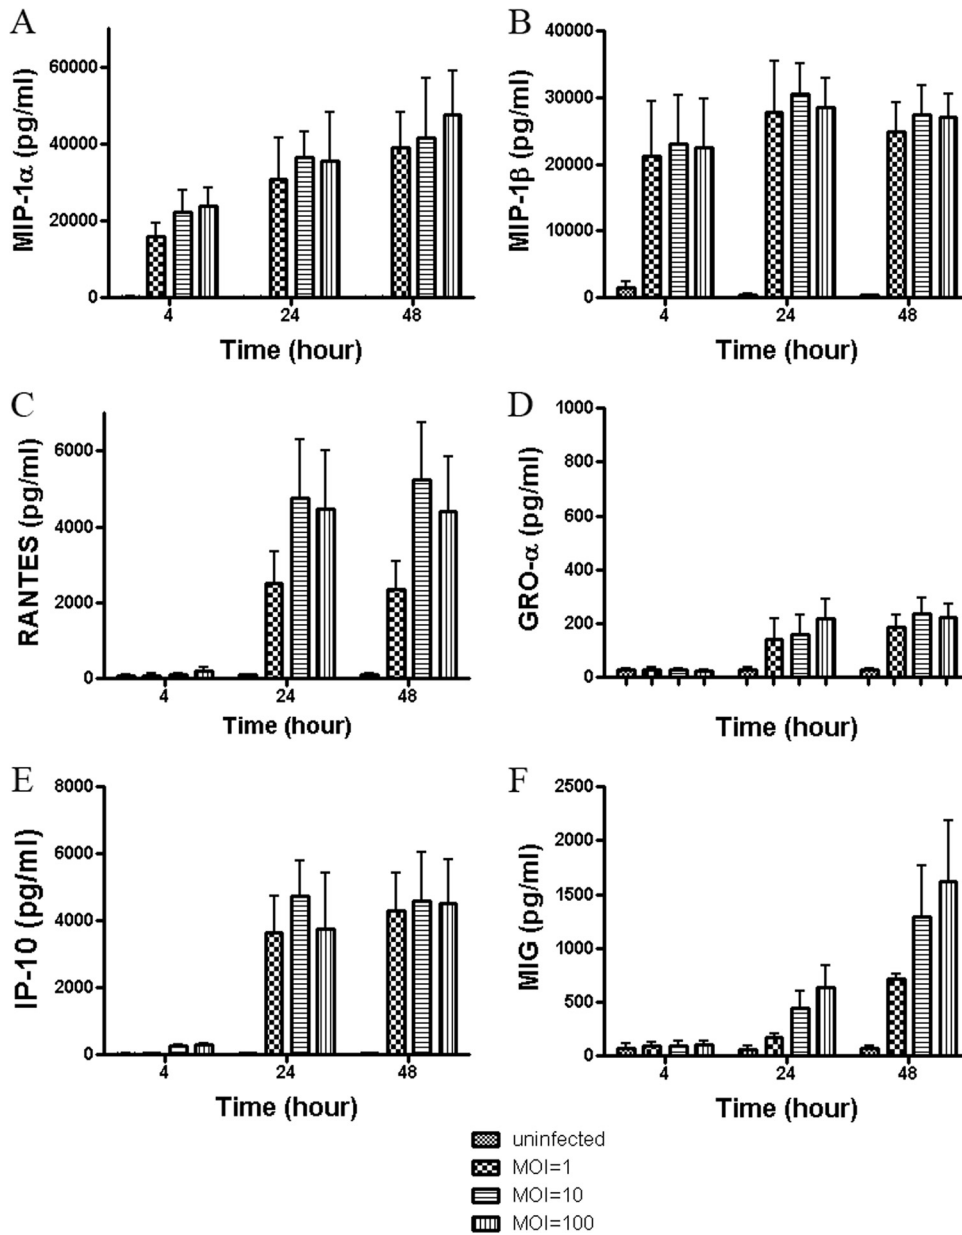 A
MIP-1α (pg/ml)
60000
40000
20000
0
4
24
48
Time (hour)
B
MIP-1β (pg/ml)
40000
30000
20000
10000
0
4
24
48
Time (hour)
C
RANTES (pg/ml)
6000
4000
2000
0
4
24
48
Time (hour)
D
GRO-α (pg/ml)
1000
800
600
400
200
0
Time (hour)
E
IP-10 (pg/ml)
8000
6000
4000
2000
0
4
24
48
Time (hour)
F
MIG (pg/ml)
2500
2000
1500
1000
500
0
4
24
48
Time (hour)
uninfected
MOI=1
MOI=10
MOI=100